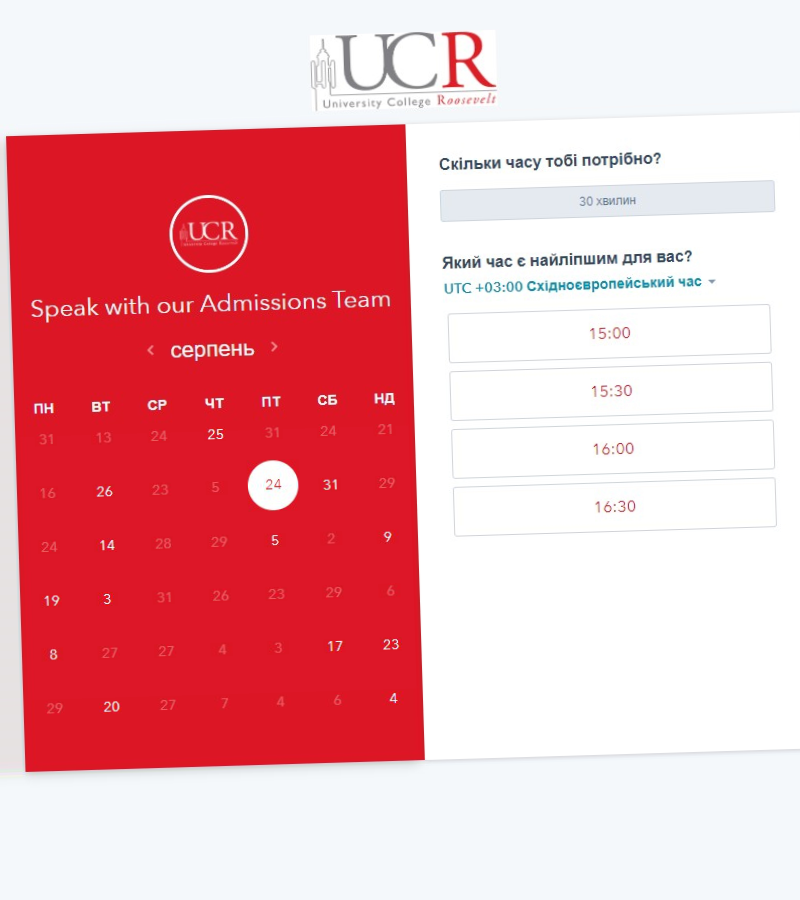 UCR
University College Roosevelt
UCR
Speak with our Admissions Team
серпень
ПН ВТ СР ЧТ ПТ СБ НД
31 13 24 25 31 24 21
16 26 23 5 24 31 29
24 14 28 29 5 2 9
19 3 31 26 23 29 6
8 27 27 4 3 17 23
29 20 27 7 4 6 4
Скільки часу тобі потрібно?
30 хвилин
Який час є найліпшим для вас?
UTC +03:00 Східноєвропейський час
15:00
15:30
16:00
16:30